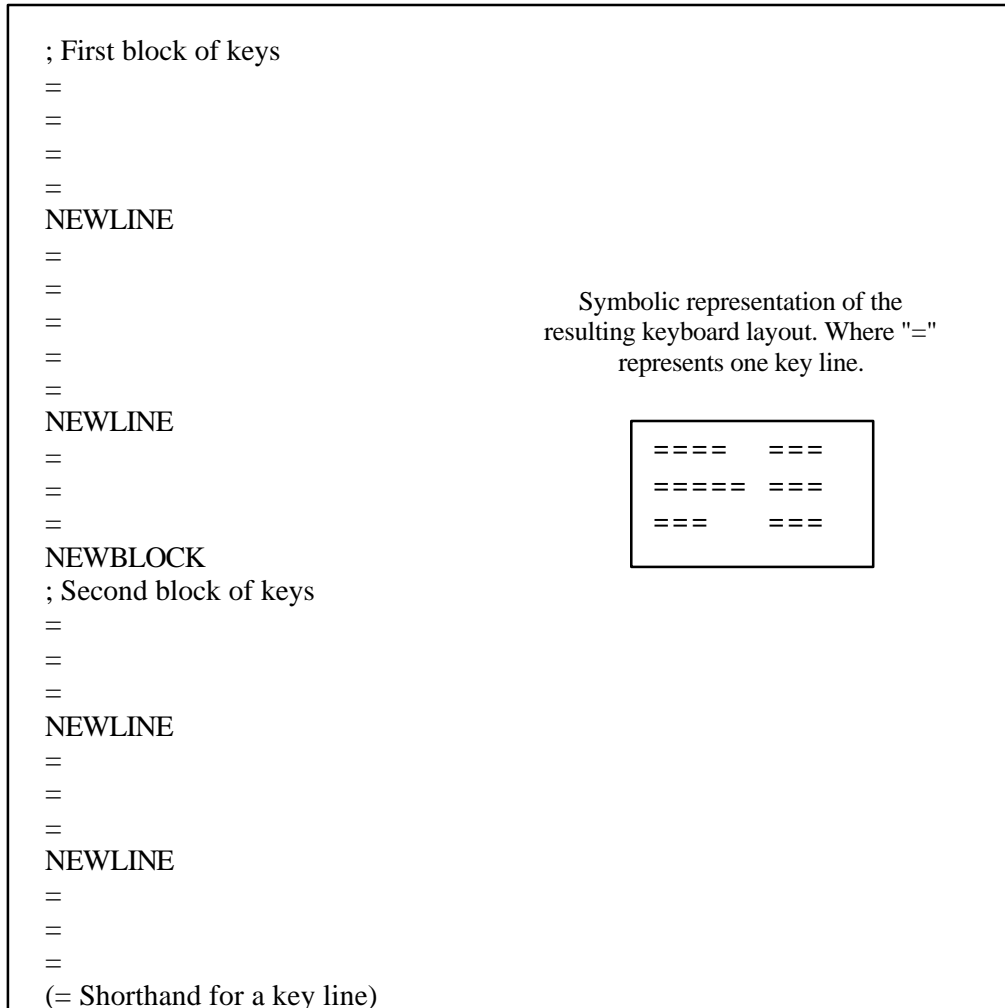 ; First block of keys
=
=
=
=
NEWLINE
=
=
=
=
=
NEWLINE
=
=
=
NEWBLOCK
; Second block of keys
=
=
=
NEWLINE
=
=
=
NEWLINE
=
=
=
(= Shorthand for a key line)
Symbolic representation of the
resulting keyboard layout. Where "="
represents one key line.
==== ===
===== ===
=== ===